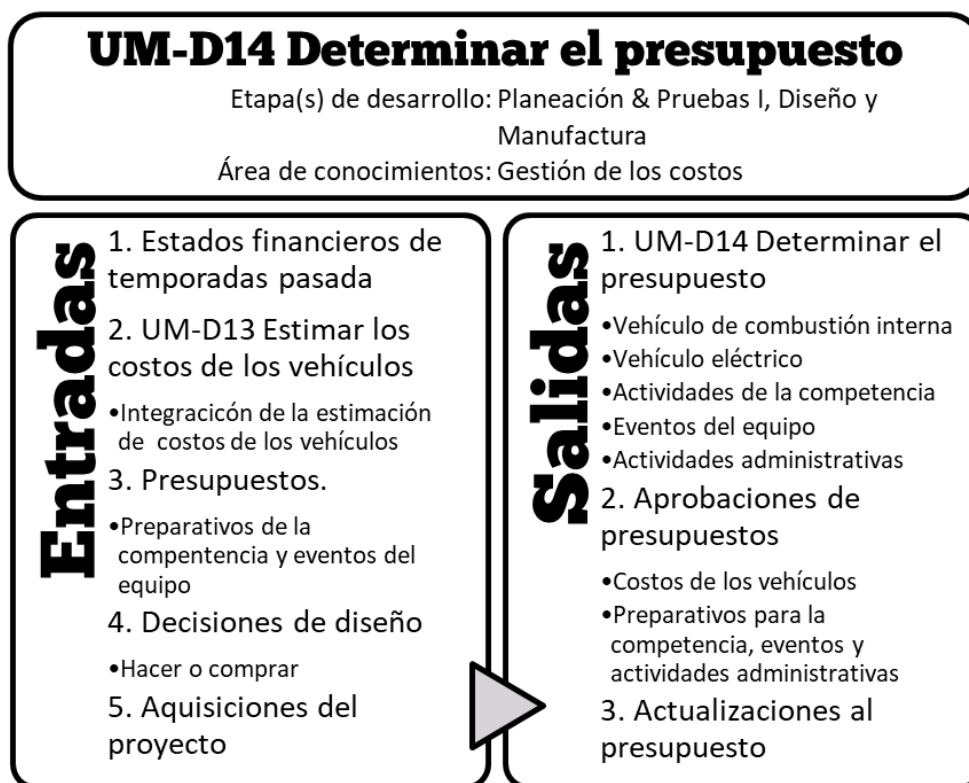 UM-D14 Determinar el presupuesto
Etapa(s) de desarrollo: Planeación & Pruebas I, Diseño y
Manufactura
Área de conocimientos: Gestión de los costos
Entradas
1. Estados financieros de
temporadas pasada
2. UM-D13 Estimar los
costos de los vehículos
•Integracicón de la estimación
de costos de los vehículos
3. Presupuestos.
•Preparativos de la
compentencia y eventos del
equipo
4. Decisiones de diseño
•Hacer o comprar
5. Aquisiciones del
proyecto
Salidas
1. UM-D14 Determinar el
presupuesto
•Vehículo de combustión interna
•Vehículo eléctrico
•Actividades de la competencia
•Eventos del equipo
•Actividades administrativas
2. Aprobaciones de
presupuestos
•Costos de los vehículos
•Preparativos para la
competencia, eventos y
actividades administrativas
3. Actualizaciones al
presupuesto